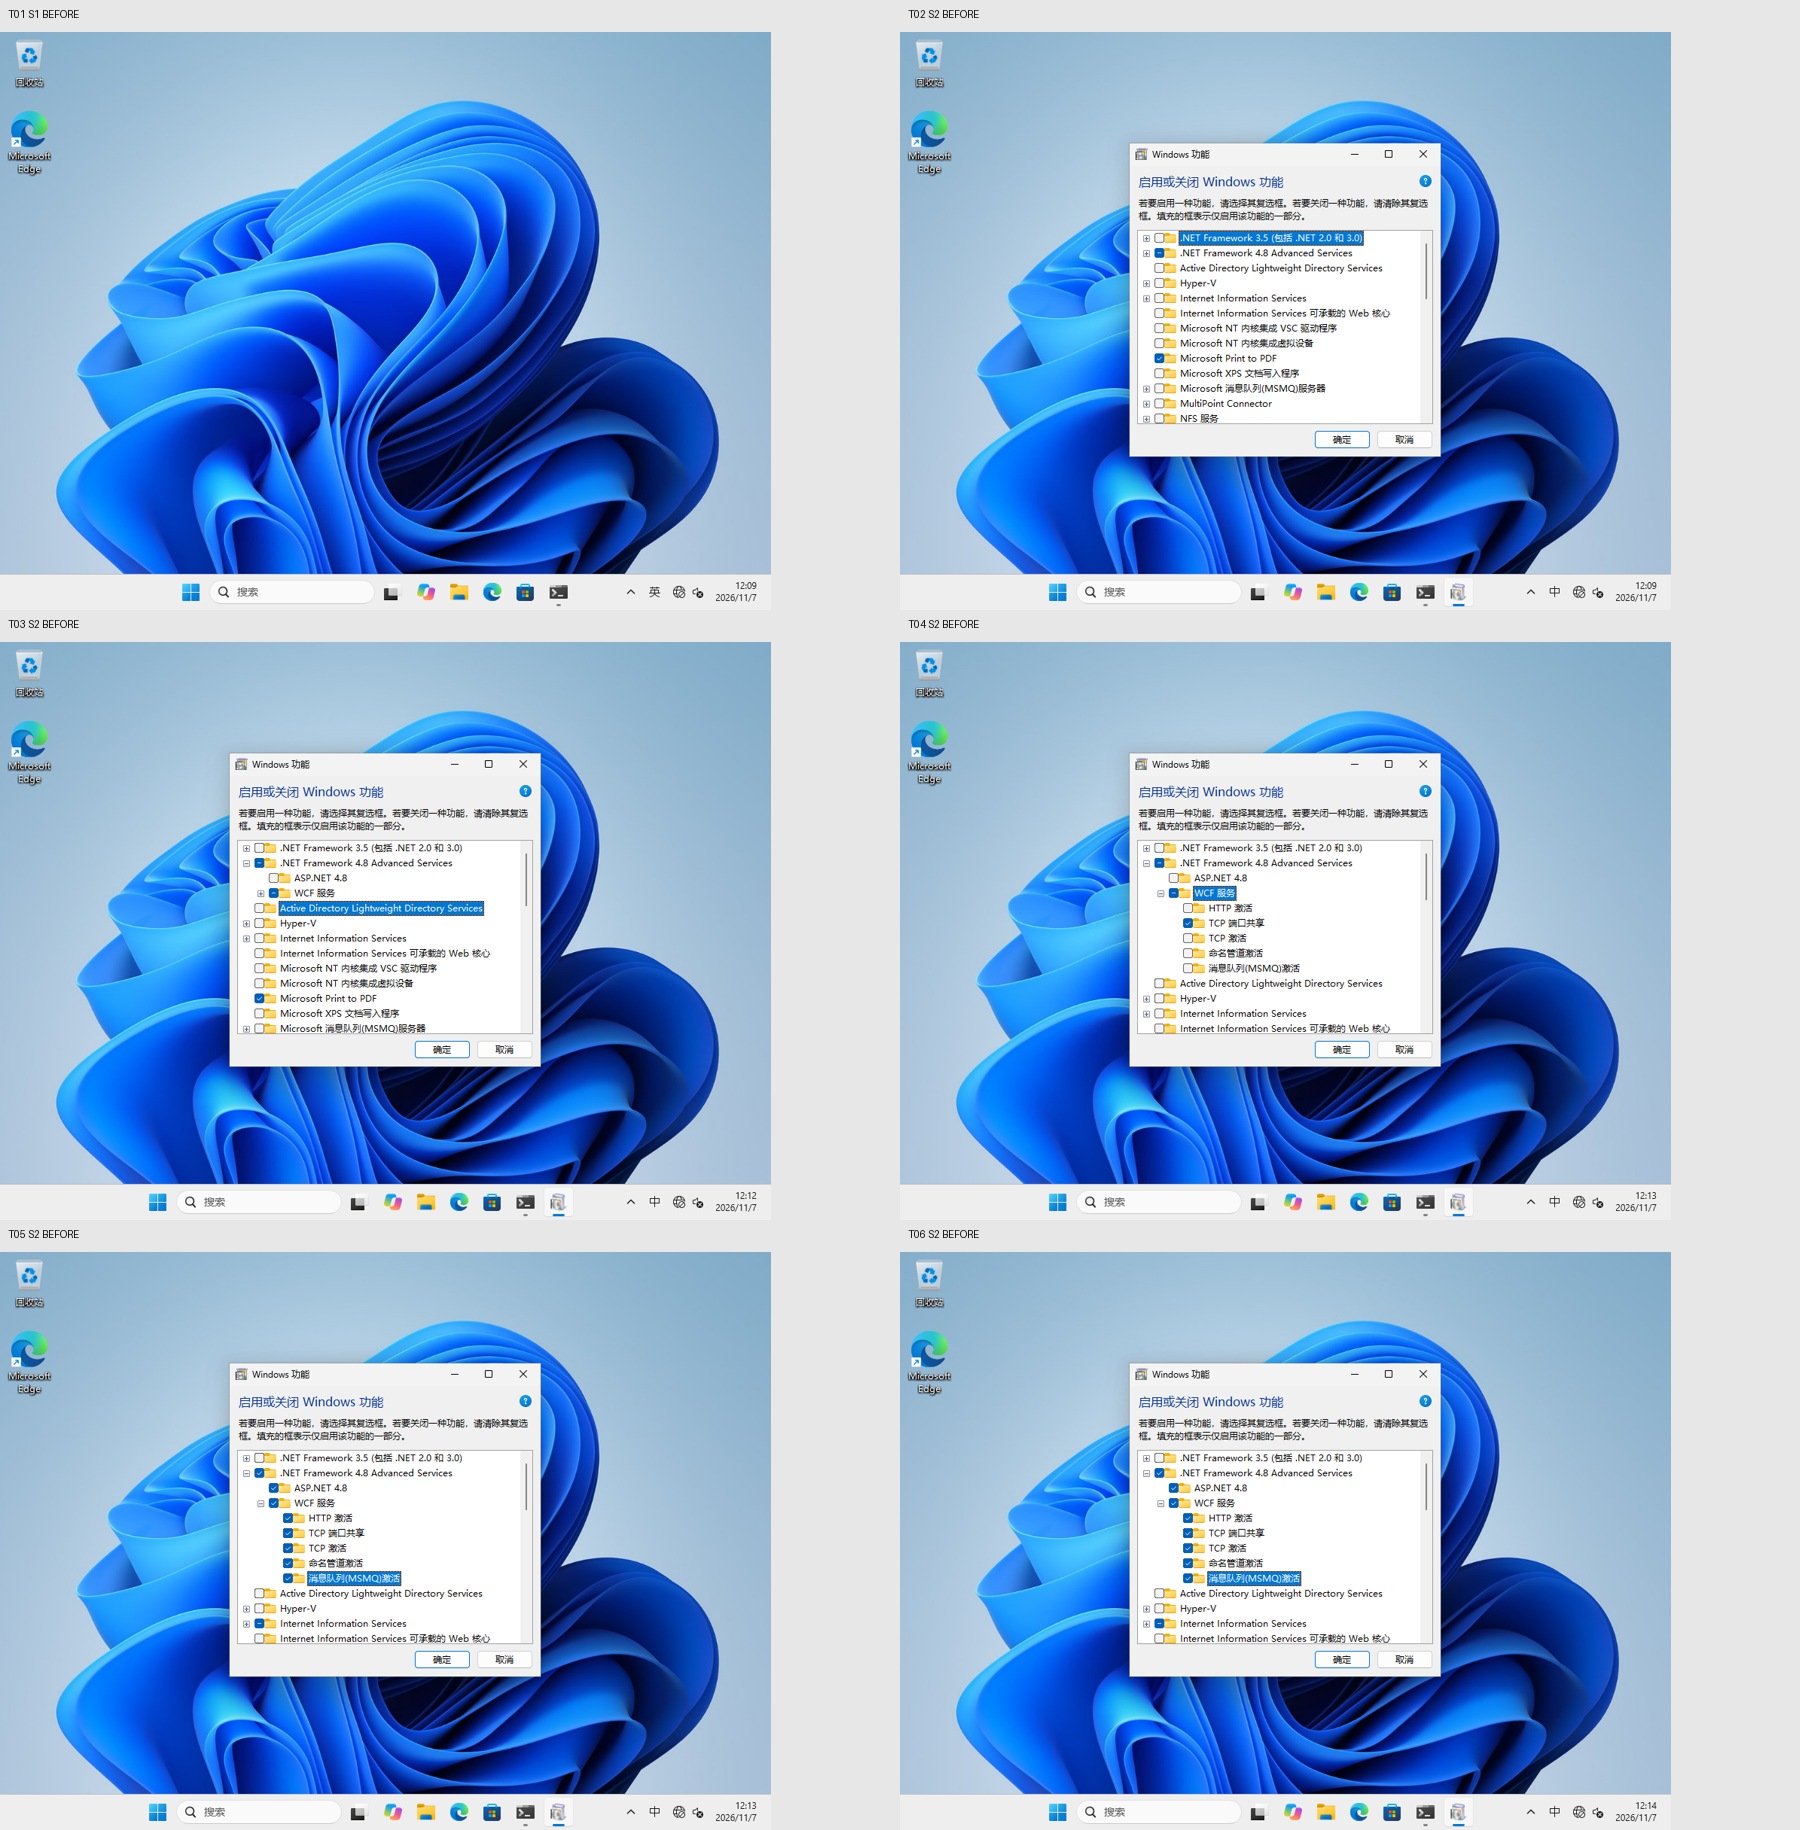 T01 S1 BEFORE
回收站
Microsoft
Edge
搜索
英
12:09
2026/11/7
T02 S2 BEFORE
回收站
Microsoft
Edge
Windows 功能
启用或关闭 Windows 功能
若要启用一种功能，请选择其复选框。若要关闭一种功能，请清除其复选
框。填充的框表示仅启用该功能的一部分。
.NET Framework 3.5 (包括 .NET 2.0 和 3.0)
.NET Framework 4.8 Advanced Services
Active Directory Lightweight Directory Services
Hyper-V
Internet Information Services
Internet Information Services 可承载的 Web 核心
Microsoft NT 内核集成 VSC 驱动程序
Microsoft NT 内核集成虚拟设备
Microsoft Print to PDF
Microsoft XPS 文档写入程序
Microsoft 消息队列(MSMQ)服务器
MultiPoint Connector
NFS 服务
确定
取消
搜索
中
12:09
2026/11/7
T03 S2 BEFORE
回收站
Microsoft
Edge
Windows 功能
启用或关闭 Windows 功能
若要启用一种功能，请选择其复选框。若要关闭一种功能，请清除其复选
框。填充的框表示仅启用该功能的一部分。
.NET Framework 3.5 (包括 .NET 2.0 和 3.0)
.NET Framework 4.8 Advanced Services
ASP.NET 4.8
WCF 服务
Active Directory Lightweight Directory Services
Hyper-V
Internet Information Services
Internet Information Services 可承载的 Web 核心
Microsoft NT 内核集成 VSC 驱动程序
Microsoft NT 内核集成虚拟设备
Microsoft Print to PDF
Microsoft XPS 文档写入程序
Microsoft 消息队列(MSMQ)服务器
确定
取消
搜索
中
12:12
2026/11/7
T04 S2 BEFORE
回收站
Microsoft
Edge
Windows 功能
启用或关闭 Windows 功能
若要启用一种功能，请选择其复选框。若要关闭一种功能，请清除其复选
框。填充的框表示仅启用该功能的一部分。
.NET Framework 3.5 (包括 .NET 2.0 和 3.0)
.NET Framework 4.8 Advanced Services
ASP.NET 4.8
WCF 服务
HTTP 激活
TCP 端口共享
TCP 激活
命名管道激活
消息队列(MSMQ)激活
Active Directory Lightweight Directory Services
Hyper-V
Internet Information Services
Internet Information Services 可承载的 Web 核心
确定
取消
搜索
中
12:13
2026/11/7
T05 S2 BEFORE
回收站
Microsoft
Edge
Windows 功能
启用或关闭 Windows 功能
若要启用一种功能，请选择其复选框。若要关闭一种功能，请清除其复选
框。填充的框表示仅启用该功能的一部分。
.NET Framework 3.5 (包括 .NET 2.0 和 3.0)
.NET Framework 4.8 Advanced Services
ASP.NET 4.8
WCF 服务
HTTP 激活
TCP 端口共享
TCP 激活
命名管道激活
消息队列(MSMQ)激活
Active Directory Lightweight Directory Services
Hyper-V
Internet Information Services
Internet Information Services 可承载的 Web 核心
确定
取消
搜索
中
12:13
2026/11/7
T06 S2 BEFORE
回收站
Microsoft
Edge
Windows 功能
启用或关闭 Windows 功能
若要启用一种功能，请选择其复选框。若要关闭一种功能，请清除其复选
框。填充的框表示仅启用该功能的一部分。
.NET Framework 3.5 (包括 .NET 2.0 和 3.0)
.NET Framework 4.8 Advanced Services
ASP.NET 4.8
WCF 服务
HTTP 激活
TCP 端口共享
TCP 激活
命名管道激活
消息队列(MSMQ)激活
Active Directory Lightweight Directory Services
Hyper-V
Internet Information Services
Internet Information Services 可承载的 Web 核心
确定
取消
搜索
中
12:14
2026/11/7